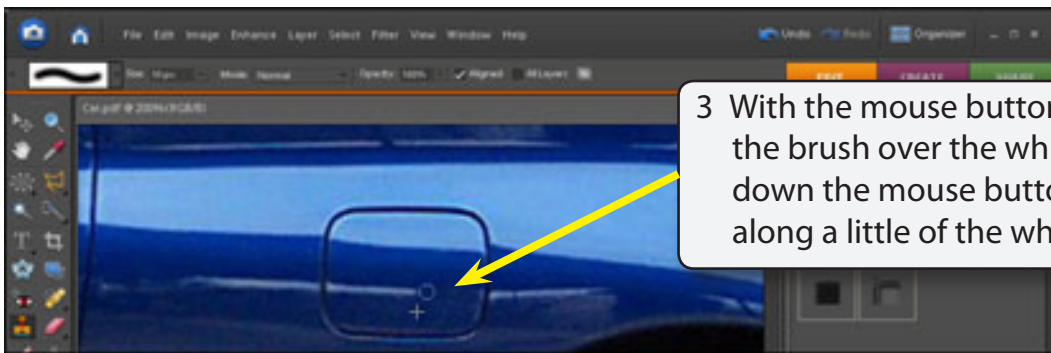 File Edit Image Enhance Layer Select Filter View Window Help
Undo Redo Organizer
Size: Mode: Normal Opacity: 100% Aligned All Layers
EDIT CREATE SHARE
3 With the mouse button
the brush over the wh
down the mouse butto
along a little of the wh